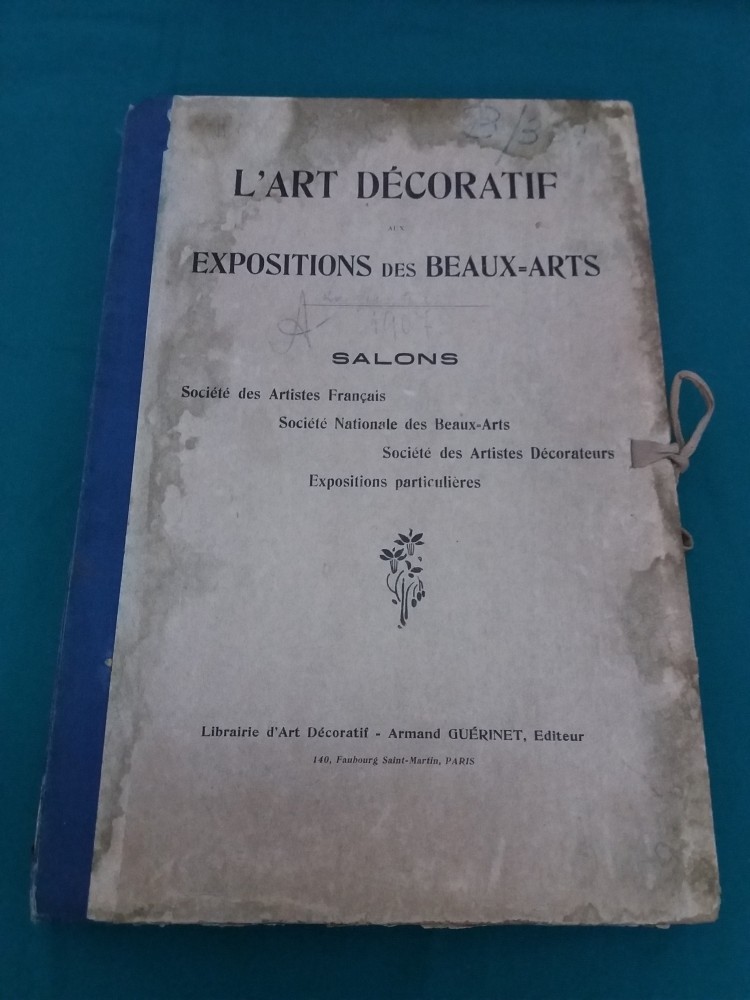 L'ART DÉCORATIF
AUX
EXPOSITIONS DES BEAUX=ARTS
SALONS
Société des Artistes Français
Société Nationale des Beaux-Arts
Société des Artistes Décorateurs
Expositions particulières
Librairie d'Art Décoratif - Armand GUÉRINET, Editeur
140, Faubourg Saint-Martin, PARIS